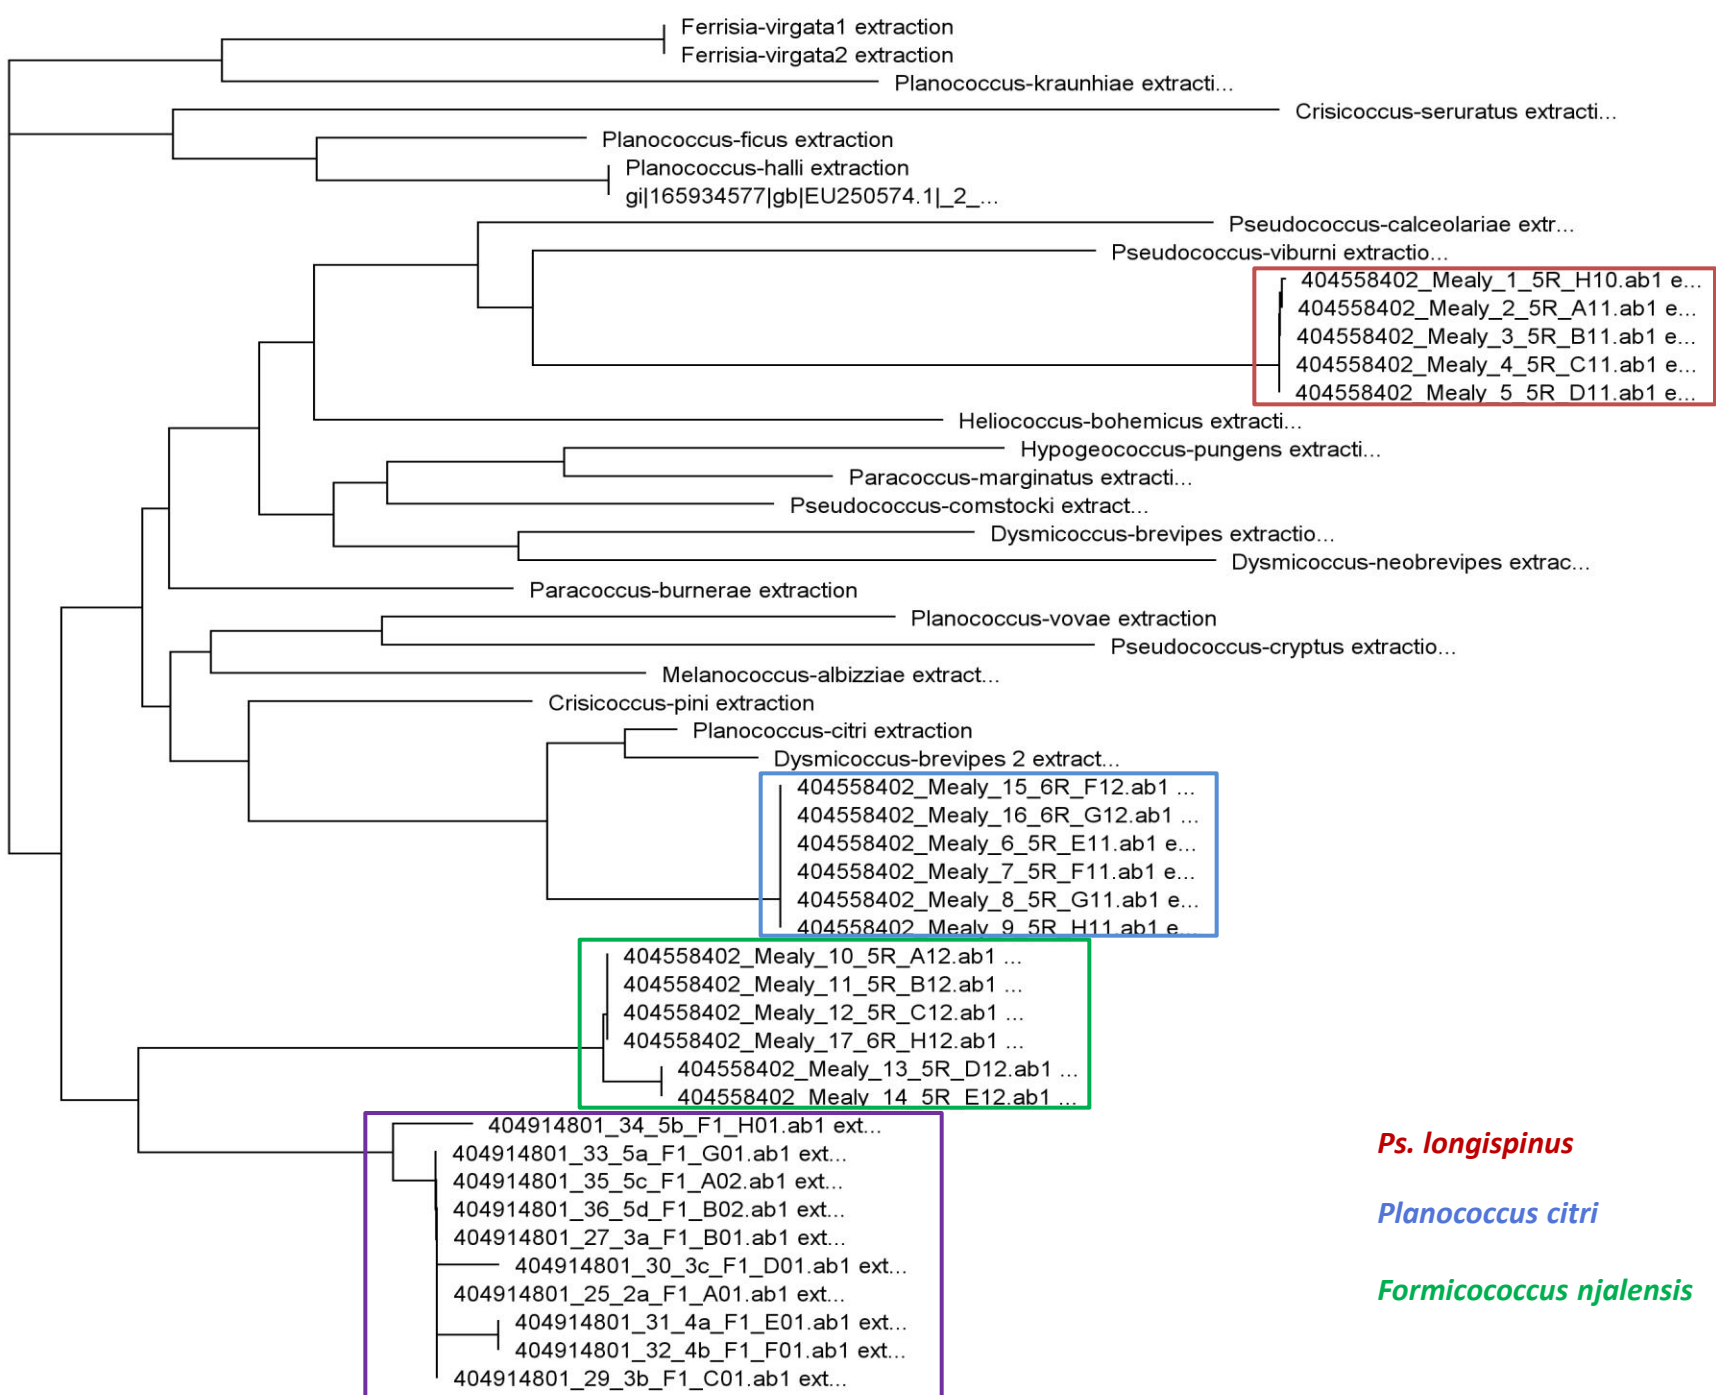 Ferrisia-virgata1 extraction
Ferrisia-virgata2 extraction
Planococcus-kraunhiae extracti...
Crisicoccus-seruratus extracti...
Planococcus-ficus extraction
Planococcus-halli extraction
gi|165934577|gb|EU250574.1|_2_...
Pseudococcus-calceolariae extr...
Pseudococcus-viburni extractio...
404558402_Mealy_1_5R_H10.ab1 e...
404558402_Mealy_2_5R_A11.ab1 e...
404558402_Mealy_3_5R_B11.ab1 e...
404558402_Mealy_4_5R_C11.ab1 e...
404558402_Mealy_5_5R_D11.ab1 e...
Heliococcus-bohemicus extracti...
Hypogeococcus-pungens extracti...
Paracoccus-marginatus extracti...
Pseudococcus-comstocki extract...
Dysmicoccus-brevipes extractio...
Dysmicoccus-neobrevipes extrac...
Paracoccus-burnerae extraction
Planococcus-vovae extraction
Pseudococcus-cryptus extractio...
Melanococcus-albizziae extract...
Crisicoccus-pini extraction
Planococcus-citri extraction
Dysmicoccus-brevipes 2 extract...
404558402_Mealy_15_6R_F12.ab1 ...
404558402_Mealy_16_6R_G12.ab1 ...
404558402_Mealy_6_5R_E11.ab1 e...
404558402_Mealy_7_5R_F11.ab1 e...
404558402_Mealy_8_5R_G11.ab1 e...
404558402_Mealy_9_5R_H11.ab1 e...
404558402_Mealy_10_5R_A12.ab1 ...
404558402_Mealy_11_5R_B12.ab1 ...
404558402_Mealy_12_5R_C12.ab1 ...
404558402_Mealy_17_6R_H12.ab1 ...
404558402_Mealy_13_5R_D12.ab1 ...
404558402_Mealy_14_5R_E12.ab1 ...
404914801_34_5b_F1_H01.ab1 ext...
404914801_33_5a_F1_G01.ab1 ext...
404914801_35_5c_F1_A02.ab1 ext...
404914801_36_5d_F1_B02.ab1 ext...
404914801_27_3a_F1_B01.ab1 ext...
404914801_30_3c_F1_D01.ab1 ext...
404914801_25_2a_F1_A01.ab1 ext...
404914801_31_4a_F1_E01.ab1 ext...
404914801_32_4b_F1_F01.ab1 ext...
404914801_29_3b_F1_C01.ab1 ext...
Ps. longispinus
Planococcus citri
Formicococcus njalensis